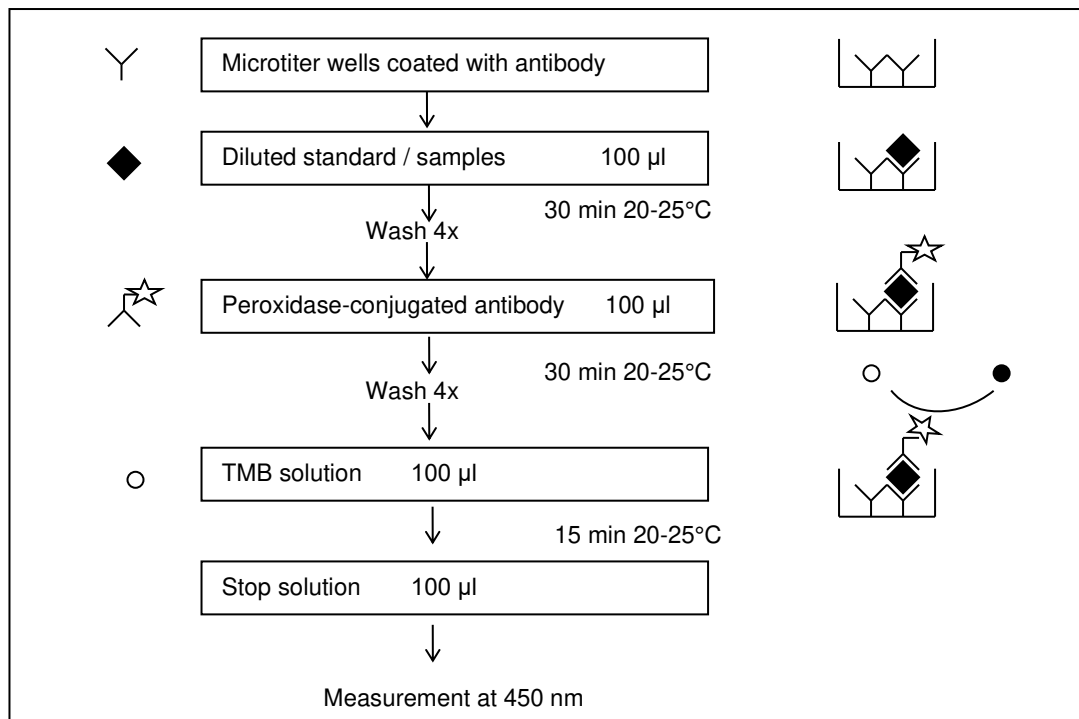 Microtiter wells coated with antibody
Diluted standard / samples 100 µl
30 min 20-25°C
Wash 4x
Peroxidase-conjugated antibody 100 µl
30 min 20-25°C
Wash 4x
TMB solution 100 µl
15 min 20-25°C
Stop solution 100 µl
Measurement at 450 nm